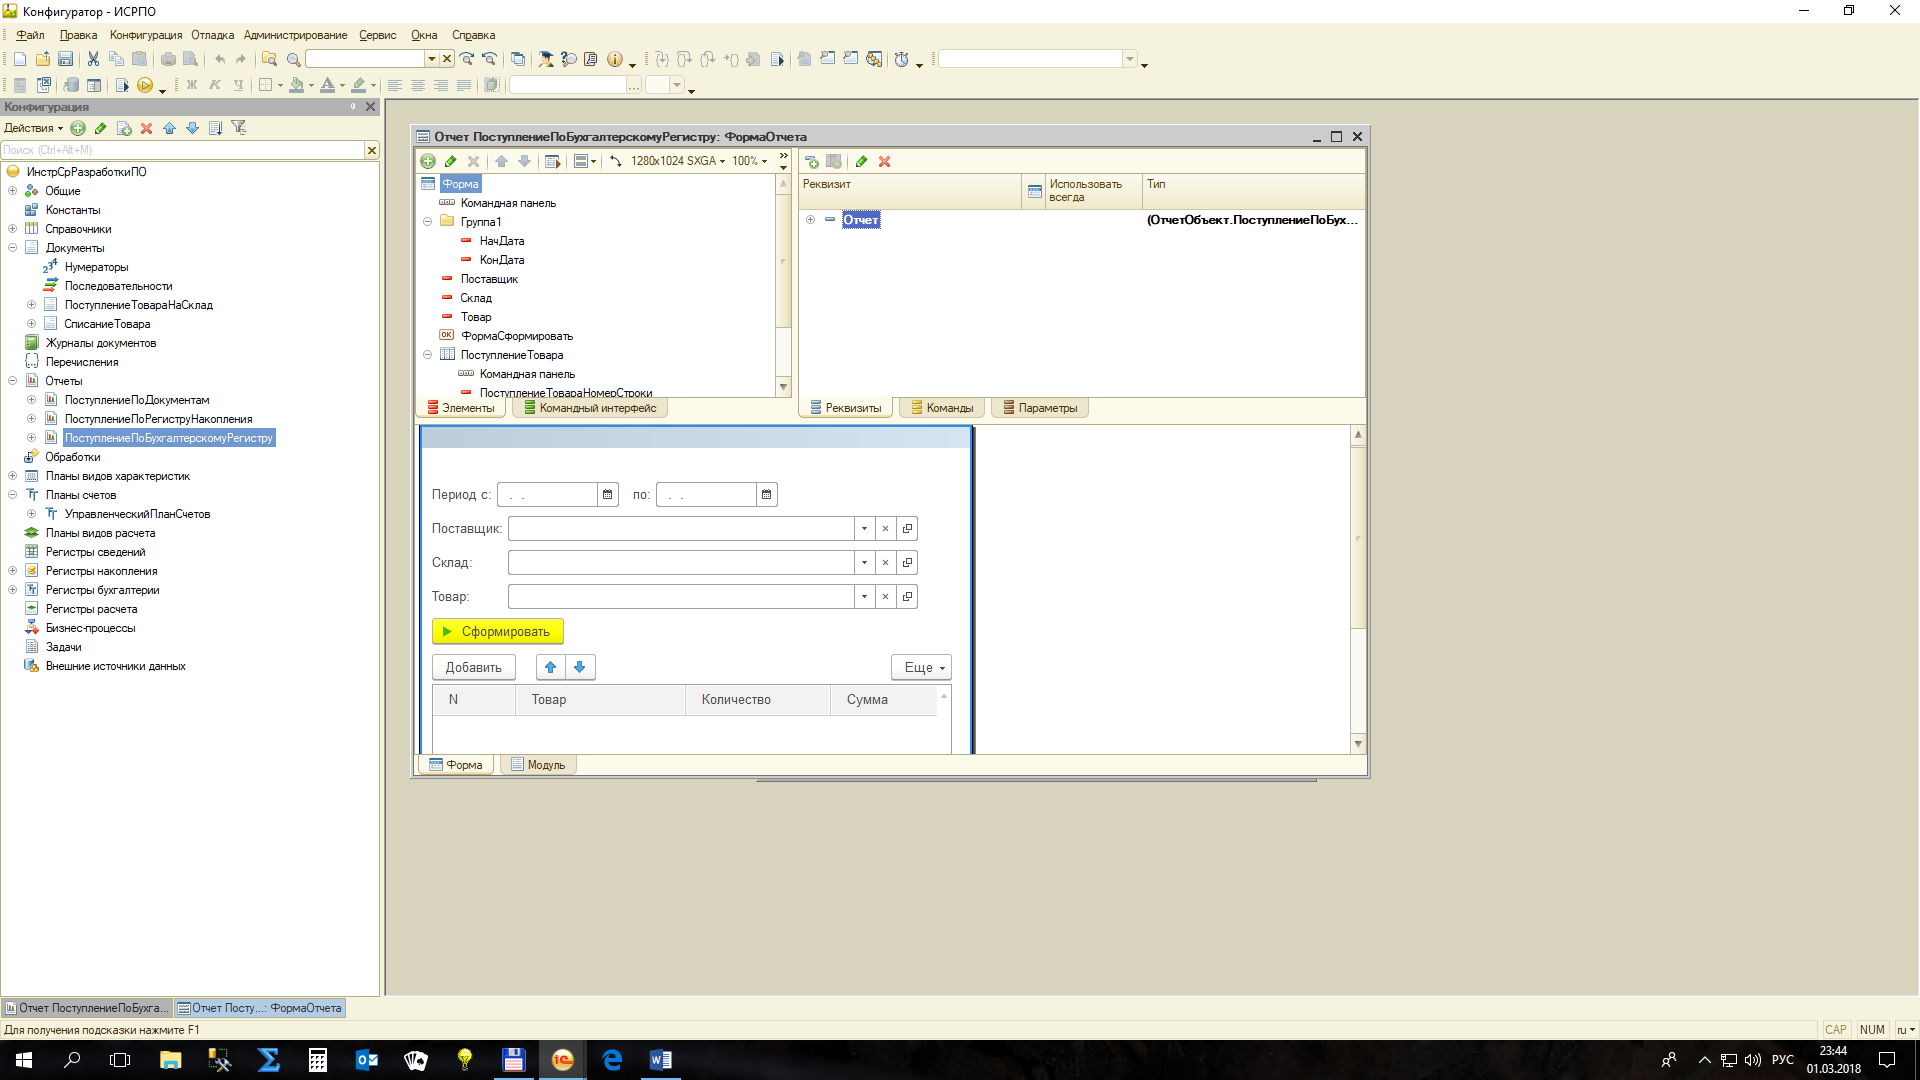 Конфигуратор - ИСРПО
Файл Правка Конфигурация Отладка Администрирование Сервис Окна Справка
Ж К Ч
Конфигурация
Действия
Поиск (Ctrl+Alt+M)
ИнстрСрРазработкиПО
Общие
Константы
Справочники
Документы
Нумераторы
Последовательности
ПоступлениеТовараНаСклад
СписаниеТовара
Журналы документов
Перечисления
Отчеты
ПоступлениеПоДокументам
ПоступлениеПоРегиструНакопления
ПоступлениеПоБухгалтерскомуРегистру
Обработки
Планы видов характеристик
Планы счетов
УправленческийПланСчетов
Планы видов расчета
Регистры сведений
Регистры накопления
Регистры бухгалтерии
Регистры расчета
Бизнес-процессы
Задачи
Внешние источники данных
Отчет ПоступлениеПоБухгалтерскомуРегистру: ФормаОтчета
1280x1024 SXGA 100%
Форма
Командная панель
Группа1
НачДата
КонДата
Поставщик
Склад
Товар
OK ФормаСформировать
ПоступлениеТовара
Командная панель
ПоступлениеТовараНомерСтроки
Элементы Командный интерфейс
Реквизит Использовать всегда Тип
Отчет (ОтчетОбъект.ПоступлениеПоБух...
Реквизиты Команды Параметры
Период с: . . по: . .
Поставщик:
Склад:
Товар:
Сформировать
Добавить Еще
N Товар Количество Сумма
Форма Модуль
Отчет ПоступлениеПоБухга... Отчет Посту...: ФормаОтчета
Для получения подсказки нажмите F1 CAP NUM ru
РУС 23:44
01.03.2018